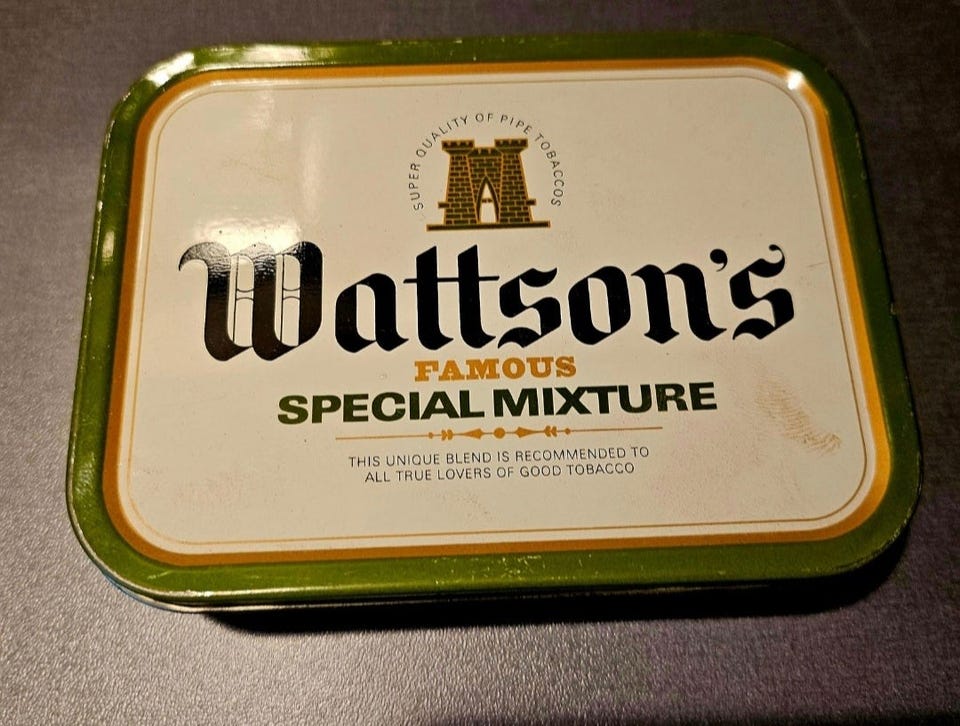 SUPER QUALITY OF PIPE TOBACCOS
Wattson's
FAMOUS
SPECIAL MIXTURE
THIS UNIQUE BLEND IS RECOMMENDED TO
ALL TRUE LOVERS OF GOOD TOBACCO